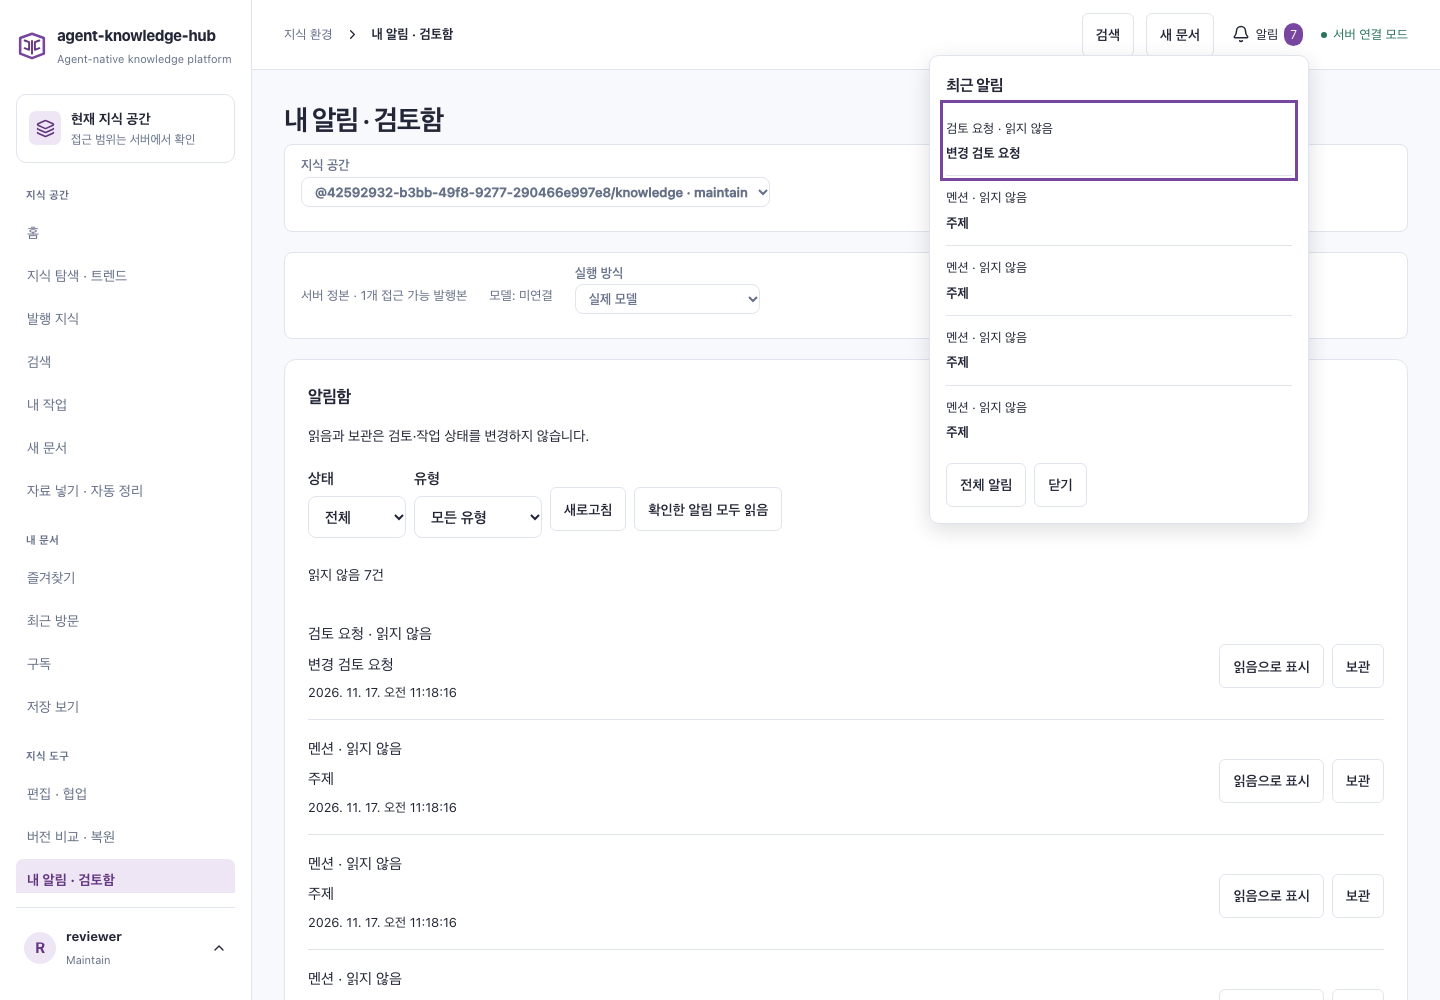 agent-knowledge-hub
Agent-native knowledge platform
현재 지식 공간
접근 범위는 서버에서 확인
지식 공간
홈
지식 탐색 · 트렌드
발행 지식
검색
내 작업
새 문서
자료 넣기 · 자동 정리
내 문서
즐겨찾기
최근 방문
구독
저장 보기
지식 도구
편집 · 협업
버전 비교 · 복원
내 알림 · 검토함
R
reviewer
Maintain
지식 환경
내 알림 · 검토함
검색
새 문서
알림 7
서버 연결 모드
내 알림 · 검토함
지식 공간
@42592932-b3bb-49f8-9277-290466e997e8/knowledge · maintain
서버 정본 · 1개 접근 가능 발행본
모델: 미연결
실행 방식
실제 모델
최근 알림
검토 요청 · 읽지 않음
변경 검토 요청
멘션 · 읽지 않음
주제
멘션 · 읽지 않음
주제
멘션 · 읽지 않음
주제
멘션 · 읽지 않음
주제
전체 알림
닫기
알림함
읽음과 보관은 검토·작업 상태를 변경하지 않습니다.
상태
유형
전체
모든 유형
새로고침
확인한 알림 모두 읽음
읽지 않음 7건
검토 요청 · 읽지 않음
변경 검토 요청
2026. 11. 17. 오전 11:18:16
읽음으로 표시
보관
멘션 · 읽지 않음
주제
2026. 11. 17. 오전 11:18:16
읽음으로 표시
보관
멘션 · 읽지 않음
주제
2026. 11. 17. 오전 11:18:16
읽음으로 표시
보관
멘션 · 읽지 않음